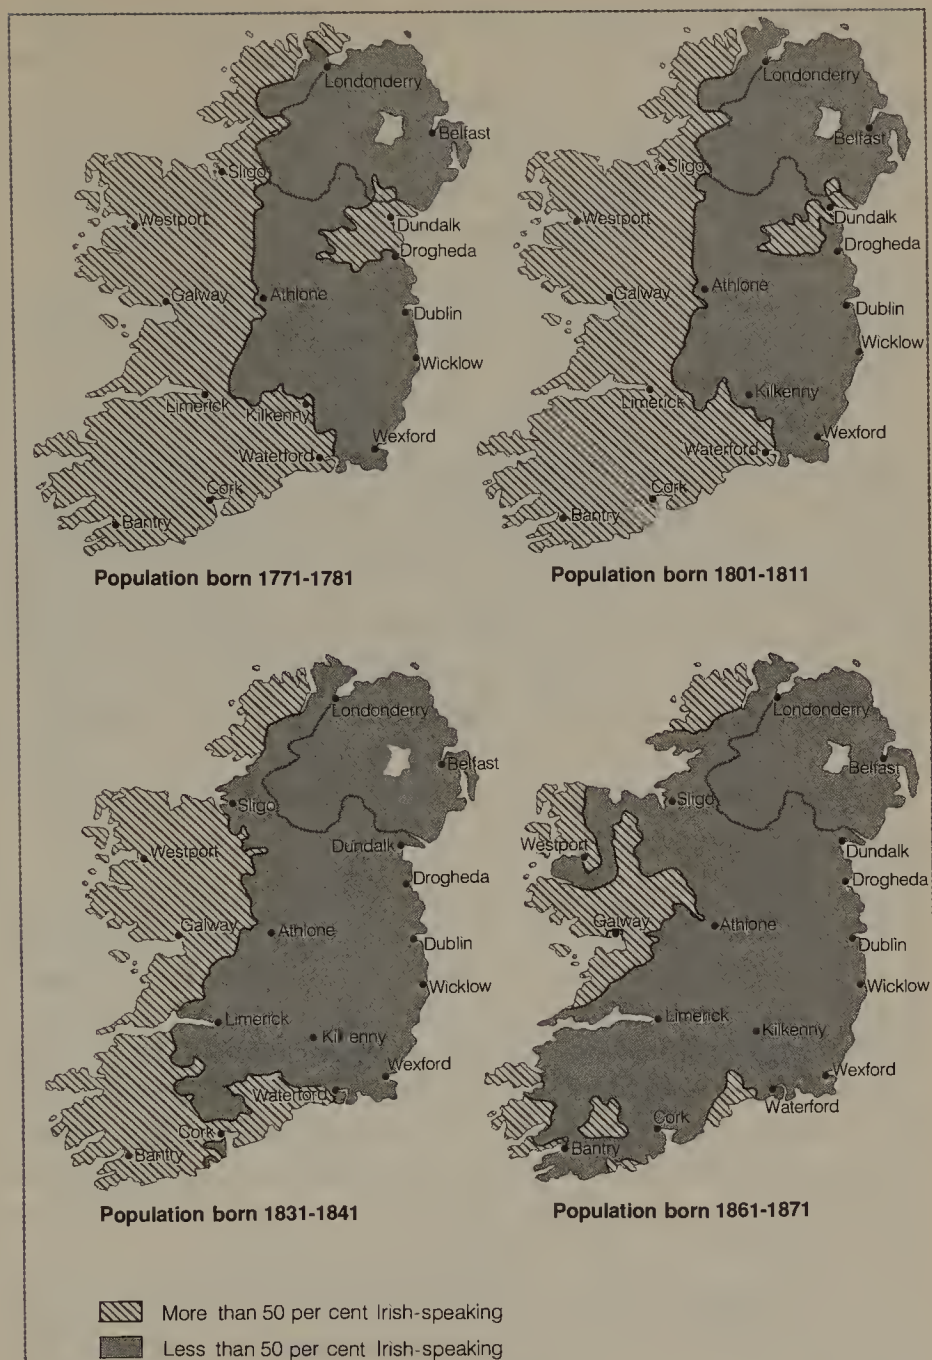 Londonderry
Belfast
Sligo
Westport
Dundalk
Drogheda
Galway
Athlone
Dublin
Wicklow
Limerick
Kilkenny
Wexford
Waterford
Cork
Bantry
Population born 1771-1781
Londonderry
Belfast
Sligo
Westport
Dundalk
Drogheda
Galway
Athlone
Dublin
Wicklow
Limerick
Kilkenny
Wexford
Waterford
Cork
Bantry
Population born 1801-1811
Londonderry
Belfast
Sligo
Westport
Dundalk
Drogheda
Galway
Athlone
Dublin
Wicklow
Limerick
Kilkenny
Wexford
Waterford
Cork
Bantry
Population born 1831-1841
Londonderry
Belfast
Sligo
Westport
Dundalk
Drogheda
Galway
Athlone
Dublin
Wicklow
Limerick
Kilkenny
Wexford
Waterford
Cork
Bantry
Population born 1861-1871
More than 50 per cent Irish-speaking
Less than 50 per cent Irish-speaking